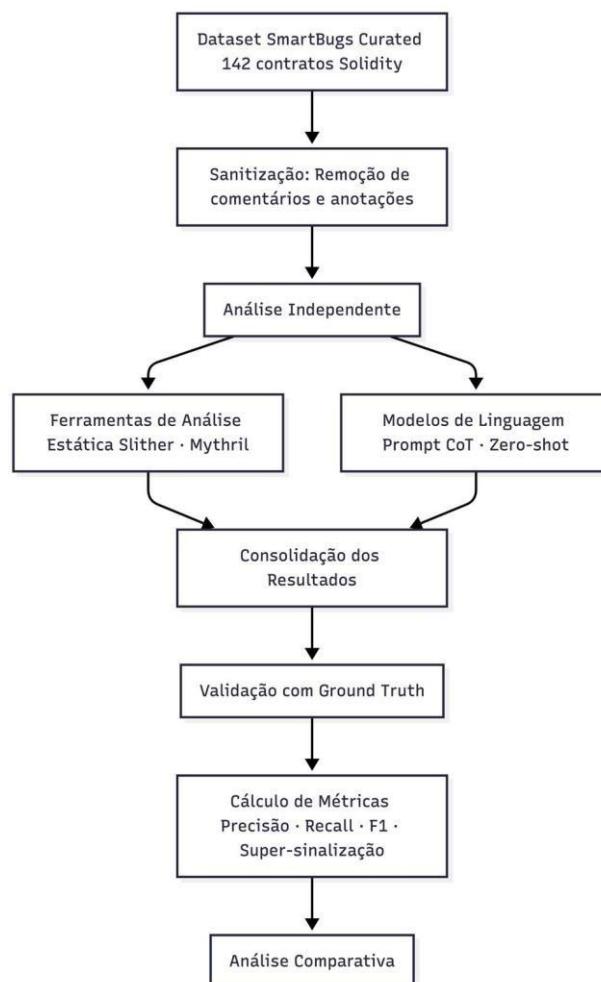 Dataset SmartBugs Curated
142 contratos Solidity
Sanitização: Remoção de
comentários e anotações
Análise Independente
Ferramentas de Análise
Estática Slither · Mythril
Modelos de Linguagem
Prompt CoT · Zero-shot
Consolidação dos
Resultados
Validação com Ground Truth
Cálculo de Métricas
Precisão · Recall · F1 ·
Super-sinalização
Análise Comparativa